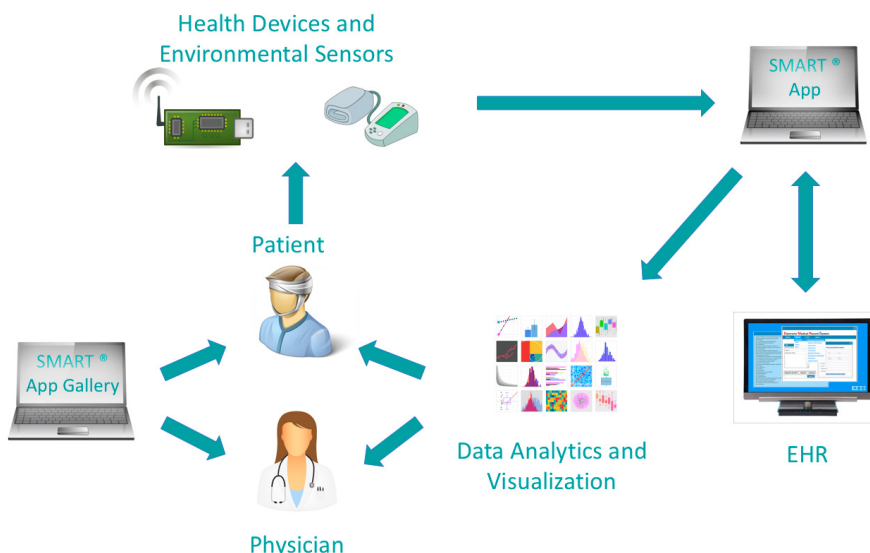 Health Devices and
Environmental Sensors
SMART ®
App
Patient
SMART ®
App Gallery
Data Analytics and
Visualization
EHR
Physician